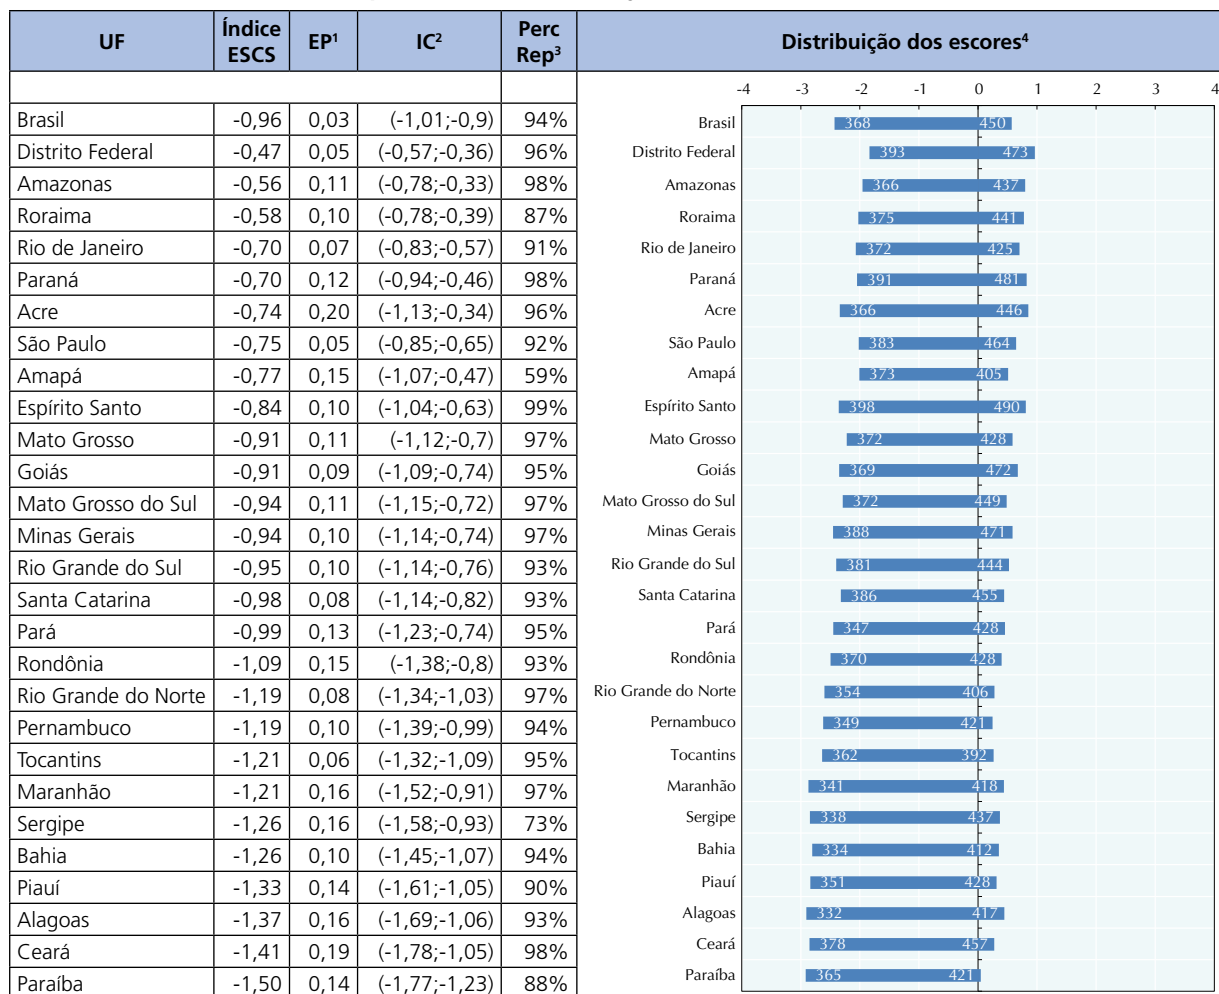 UF Índice ESCS EP¹ IC² Perc Rep³ Distribuição dos escores⁴
-4 -3 -2 -1 0 1 2 3 4
Brasil -0,96 0,03 (-1,01;-0,9) 94% Brasil 368 450
Distrito Federal -0,47 0,05 (-0,57;-0,36) 96% Distrito Federal 393 473
Amazonas -0,56 0,11 (-0,78;-0,33) 98% Amazonas 366 437
Roraima -0,58 0,10 (-0,78;-0,39) 87% Roraima 375 441
Rio de Janeiro -0,70 0,07 (-0,83;-0,57) 91% Rio de Janeiro 372 425
Paraná -0,70 0,12 (-0,94;-0,46) 98% Paraná 391 481
Acre -0,74 0,20 (-1,13;-0,34) 96% Acre 366 446
São Paulo -0,75 0,05 (-0,85;-0,65) 92% São Paulo 383 464
Amapá -0,77 0,15 (-1,07;-0,47) 59% Amapá 373 405
Espírito Santo -0,84 0,10 (-1,04;-0,63) 99% Espírito Santo 398 490
Mato Grosso -0,91 0,11 (-1,12;-0,7) 97% Mato Grosso 372 428
Goiás -0,91 0,09 (-1,09;-0,74) 95% Goiás 369 472
Mato Grosso do Sul -0,94 0,11 (-1,15;-0,72) 97% Mato Grosso do Sul 372 449
Minas Gerais -0,94 0,10 (-1,14;-0,74) 97% Minas Gerais 388 471
Rio Grande do Sul -0,95 0,10 (-1,14;-0,76) 93% Rio Grande do Sul 381 444
Santa Catarina -0,98 0,08 (-1,14;-0,82) 93% Santa Catarina 386 455
Pará -0,99 0,13 (-1,23;-0,74) 95% Pará 347 428
Rondônia -1,09 0,15 (-1,38;-0,8) 93% Rondônia 370 428
Rio Grande do Norte -1,19 0,08 (-1,34;-1,03) 97% Rio Grande do Norte 354 406
Pernambuco -1,19 0,10 (-1,39;-0,99) 94% Pernambuco 349 421
Tocantins -1,21 0,06 (-1,32;-1,09) 95% Tocantins 362 392
Maranhão -1,21 0,16 (-1,52;-0,91) 97% Maranhão 341 418
Sergipe -1,26 0,16 (-1,58;-0,93) 73% Sergipe 338 437
Bahia -1,26 0,10 (-1,45;-1,07) 94% Bahia 334 412
Piauí -1,33 0,14 (-1,61;-1,05) 90% Piauí 351 428
Alagoas -1,37 0,16 (-1,69;-1,06) 93% Alagoas 332 417
Ceará -1,41 0,19 (-1,78;-1,05) 98% Ceará 378 457
Paraíba -1,50 0,14 (-1,77;-1,23) 88% Paraíba 365 421